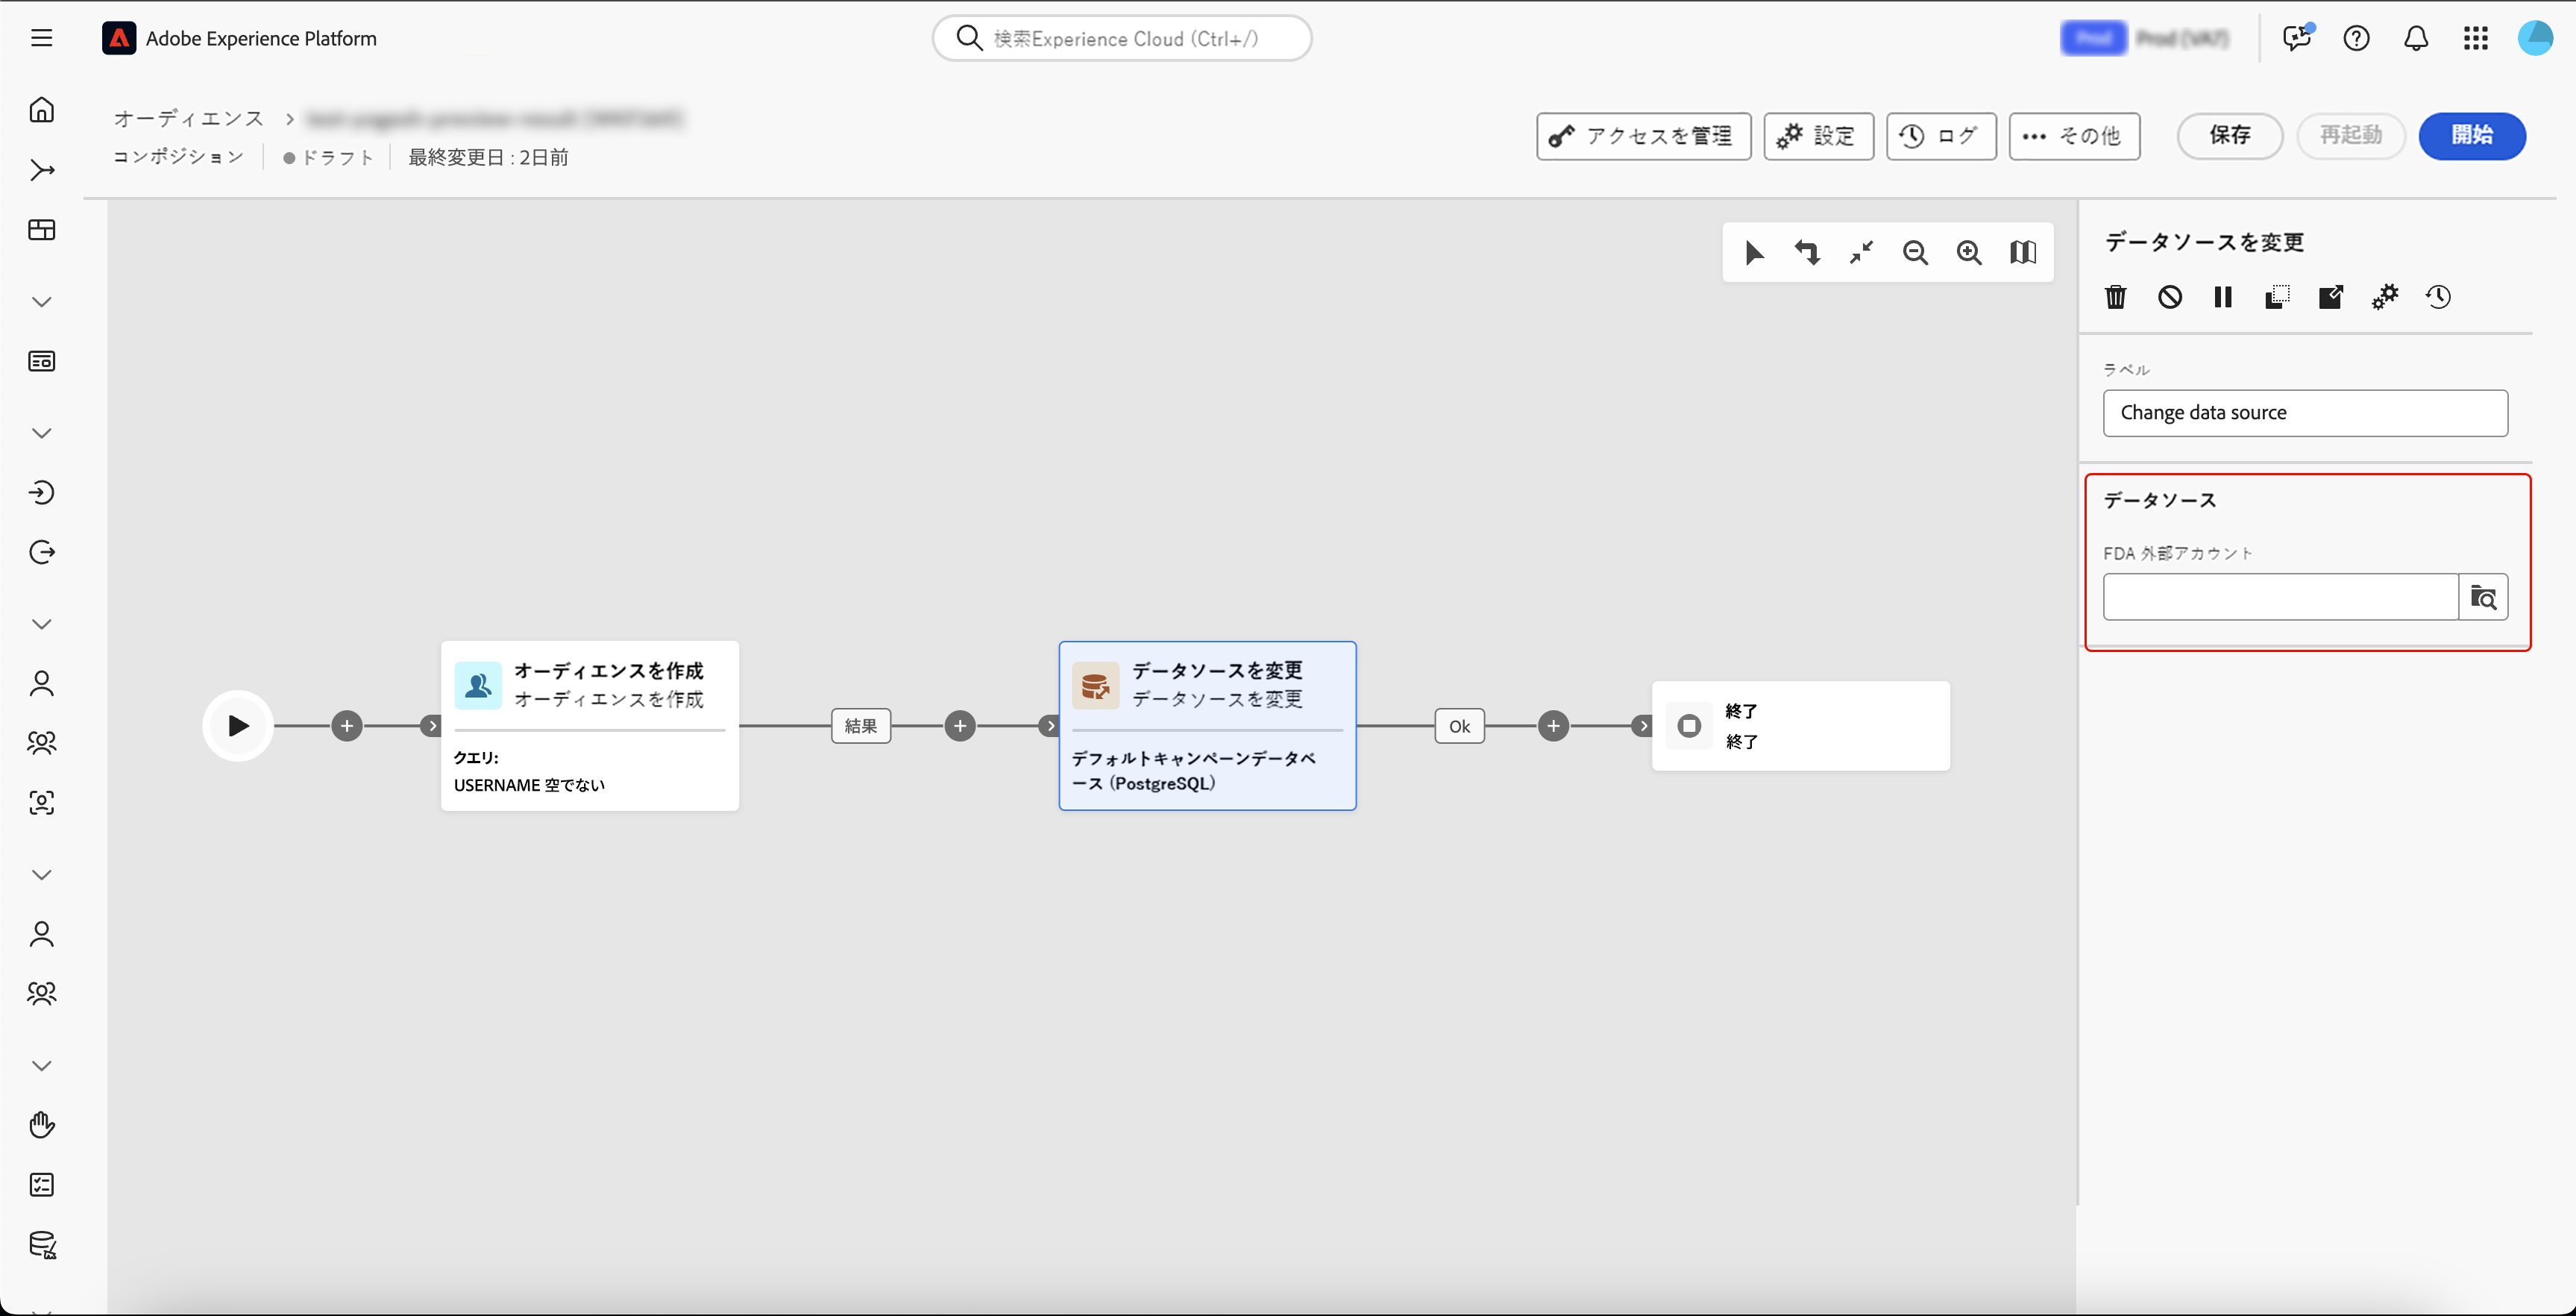 Adobe Experience Platform
検索Experience Cloud (Ctrl+/)
オーディエンス
コンポジション
ドラフト
最終変更日 : 2日前
アクセスを管理
設定
ログ
その他
保存
再起動
開始
データソースを変更
ラベル
Change data source
データソース
FDA 外部アカウント
オーディエンスを作成
オーディエンスを作成
クエリ:
USERNAME 空でない
結果
データソースを変更
データソースを変更
デフォルトキャンペーンデータベ
ース (PostgreSQL)
Ok
終了
終了